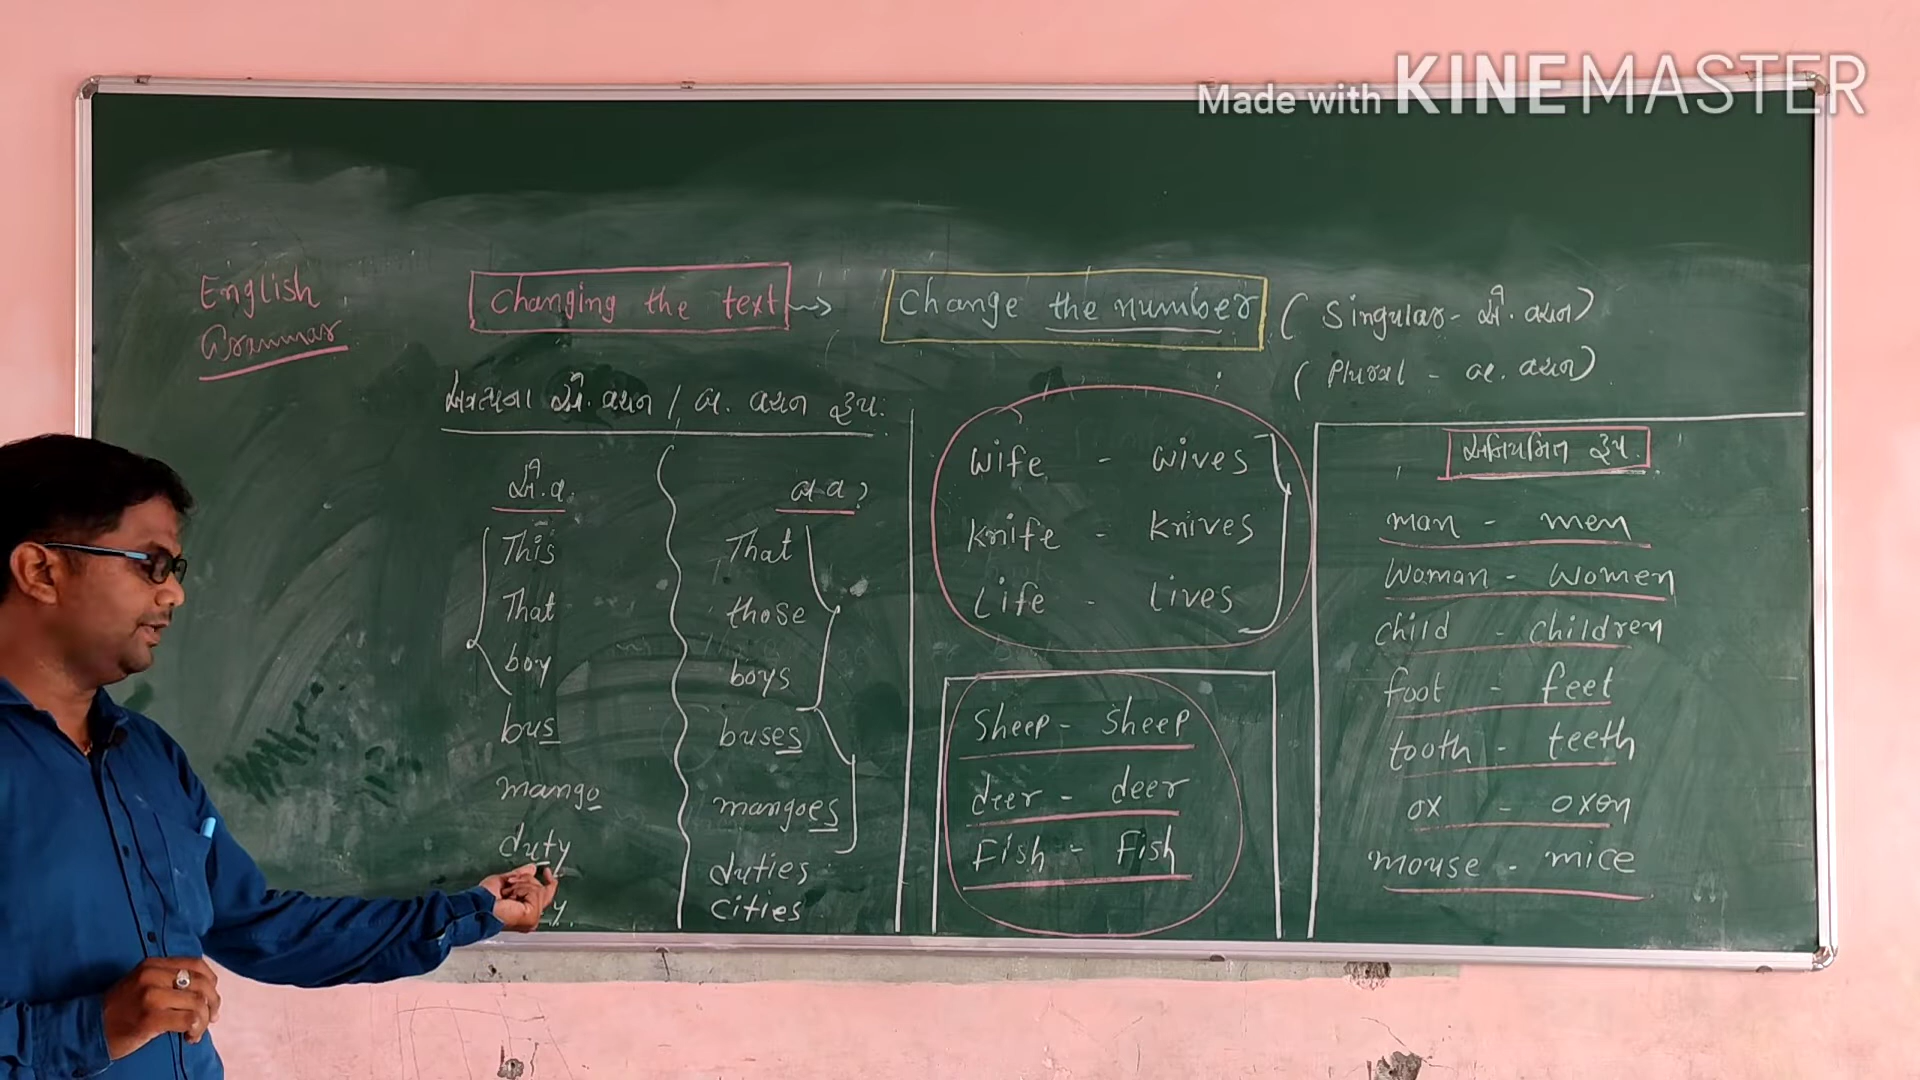 Made with KINEMASTER
English Grammar
Changing the text → Change the number (Singular - એ. વચન)
(Plural - બ. વચન)
એ. વચન / બ. વચન રૂપ.
એ.વ. બ.વ.
This That
That those
boy boys
bus buses
mango mangoes
duty duties
cities
wife - wives
knife - knives
Life - lives
Sheep - Sheep
deer - deer
Fish - Fish
અનિયમિત રૂપ.
man - men
woman - women
child - children
foot - feet
tooth - teeth
ox - oxen
mouse - mice